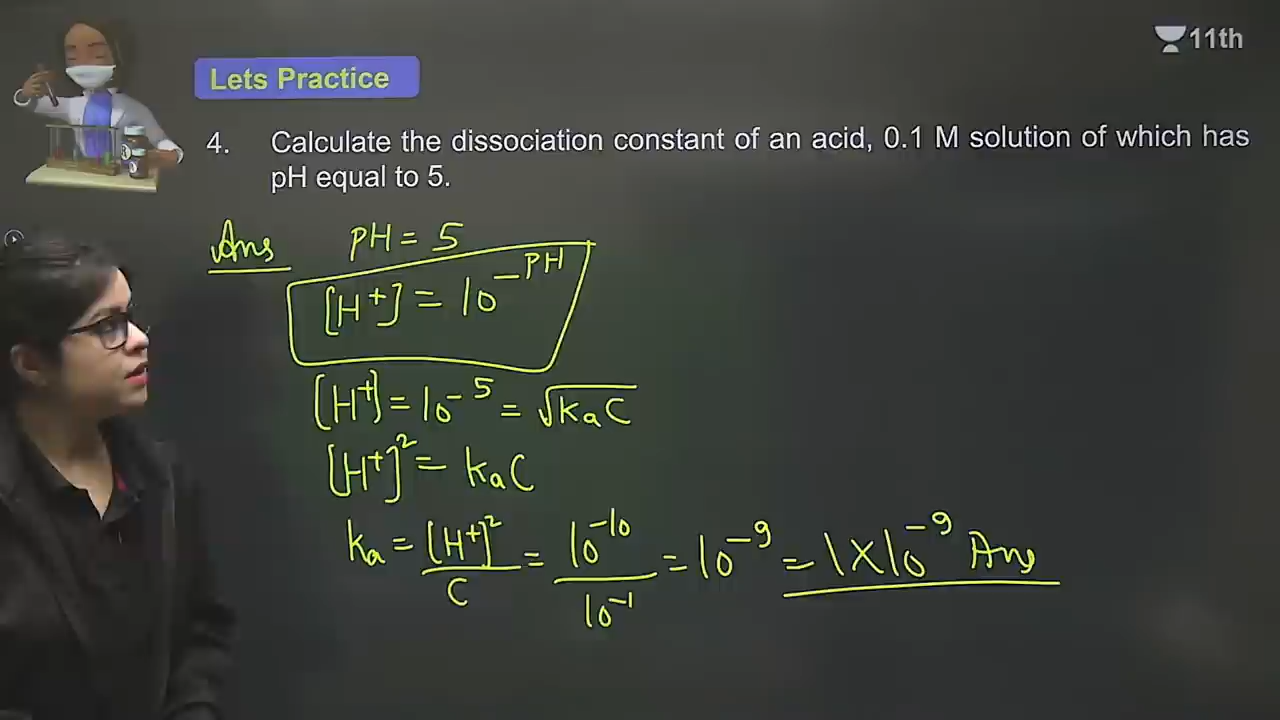 11th
Lets Practice
4. Calculate the dissociation constant of an acid, 0.1 M solution of which has
pH equal to 5.
Ans PH = 5
[H⁺] = 10^-PH
[H⁺] = 10^-5 = √KaC
[H⁺]² = KaC
Ka = [H⁺]²/C = 10^-10/10^-1 = 10^-9 = 1×10^-9 Ans